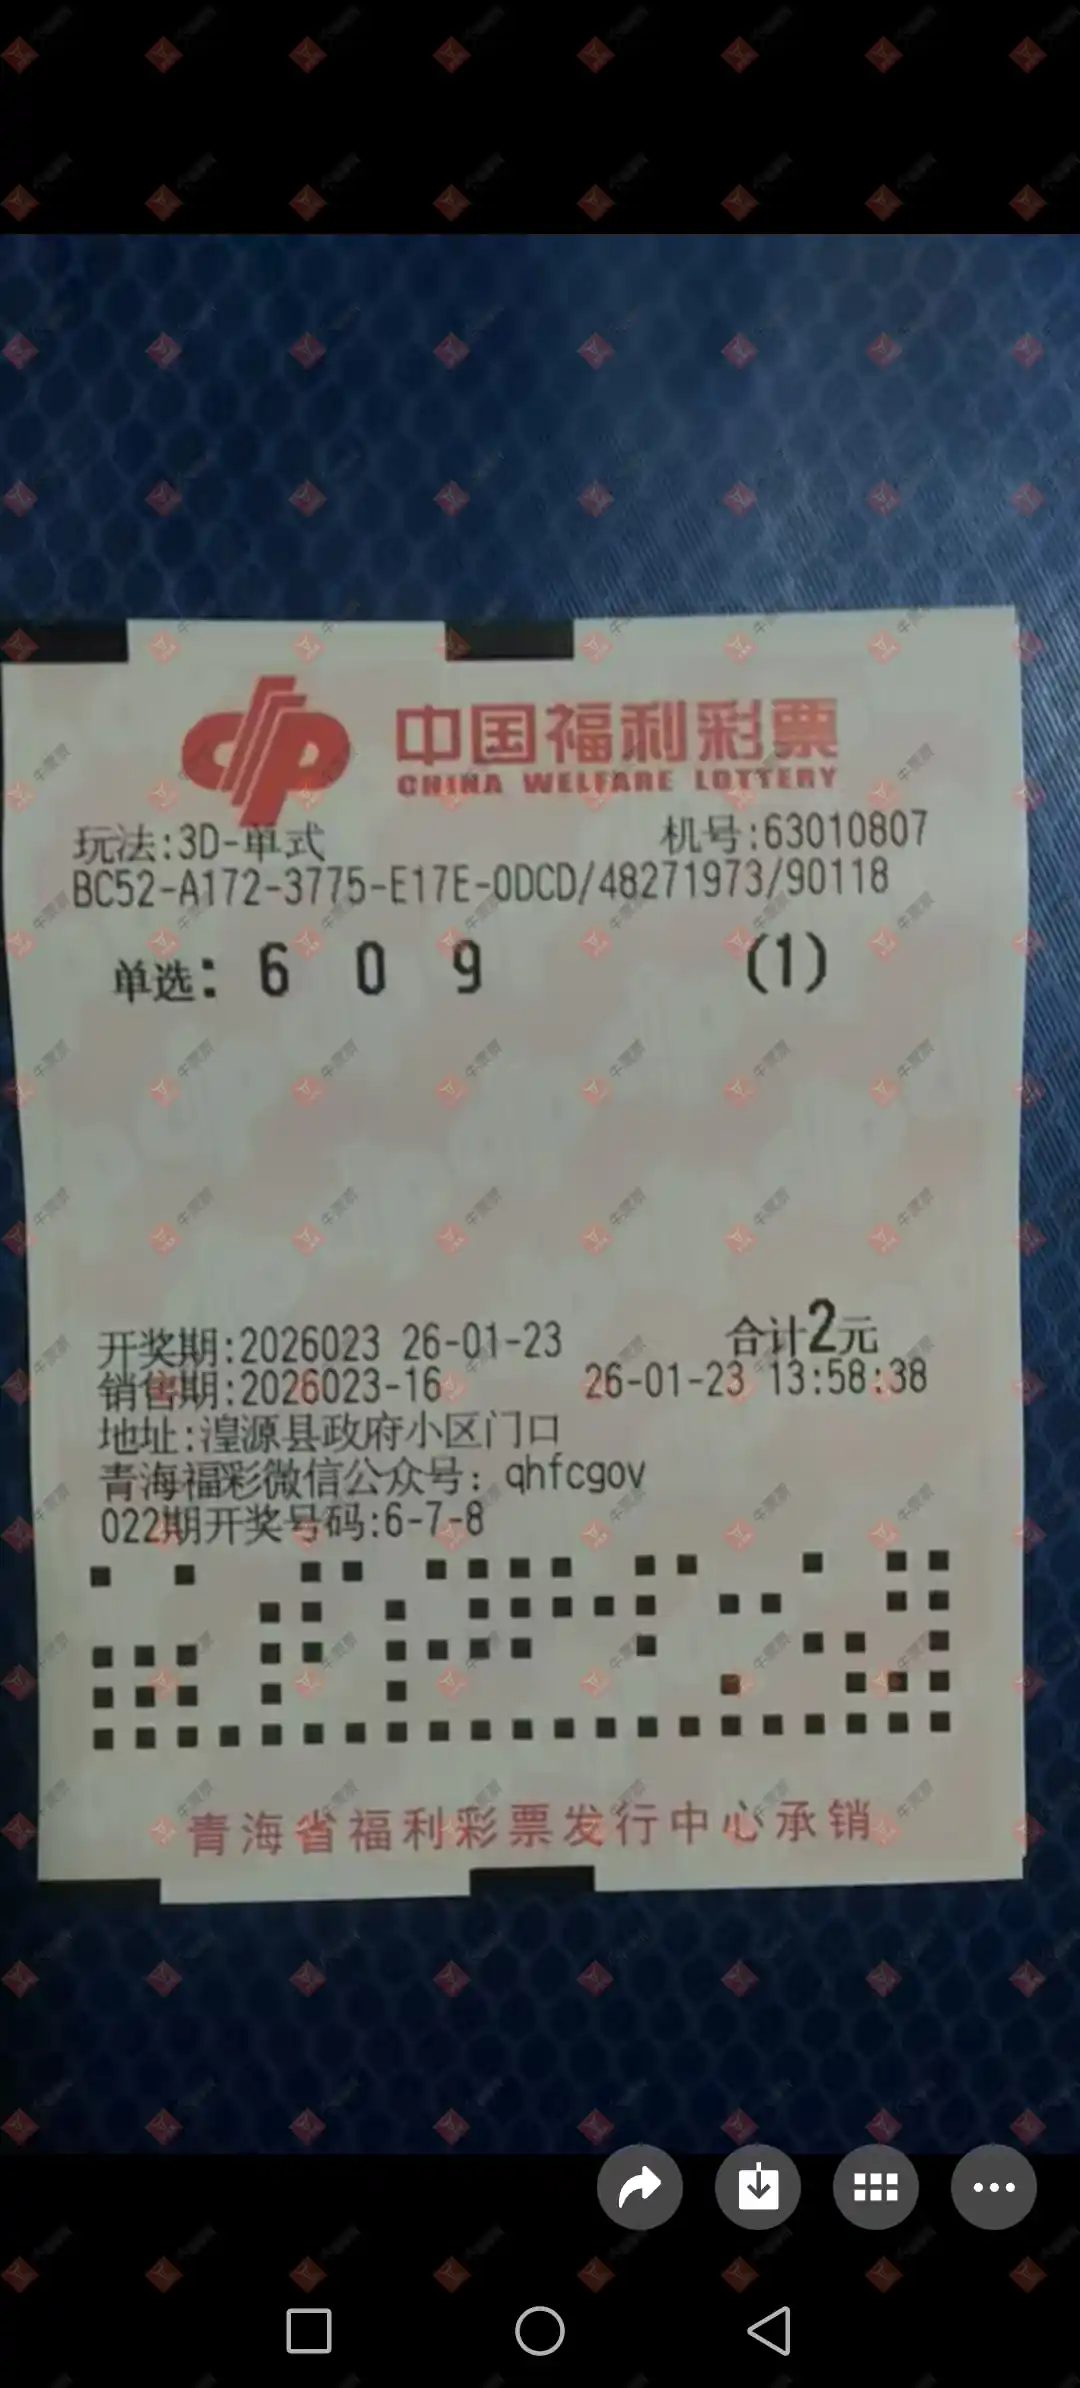 中国福利彩票
CHINA WELFARE LOTTERY
玩法:3D-单式 机号:63010807
BC52-A172-3775-E17E-0DCD/48271973/90118
单选: 6 0 9 (1)
开奖期:2026023 26-01-23 合计2元
销售期:2026023-16 26-01-23 13:58:38
地址:湟源县政府小区门口
青海福彩微信公众号: qhfcgov
022期开奖号码:6-7-8
青海省福利彩票发行中心承销